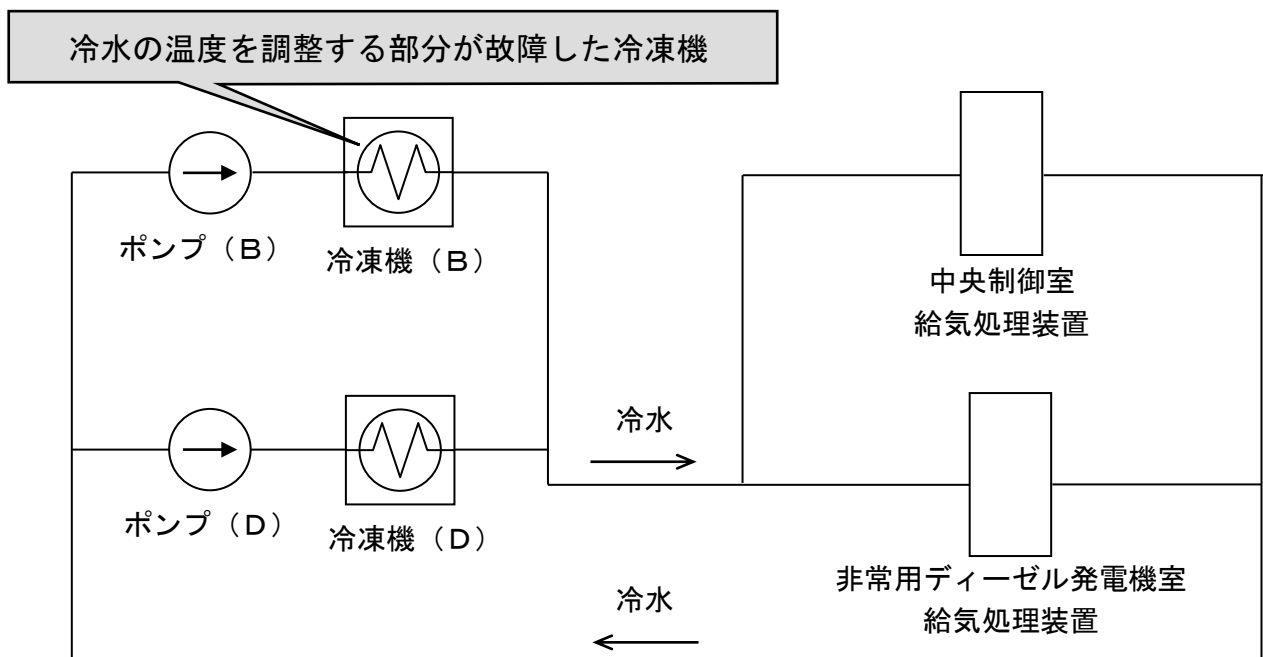 冷水の温度を調整する部分が故障した冷凍機
ポンプ（Ｂ）
冷凍機（Ｂ）
中央制御室
給気処理装置
冷水
ポンプ（Ｄ）
冷凍機（Ｄ）
非常用ディーゼル発電機室
給気処理装置
冷水